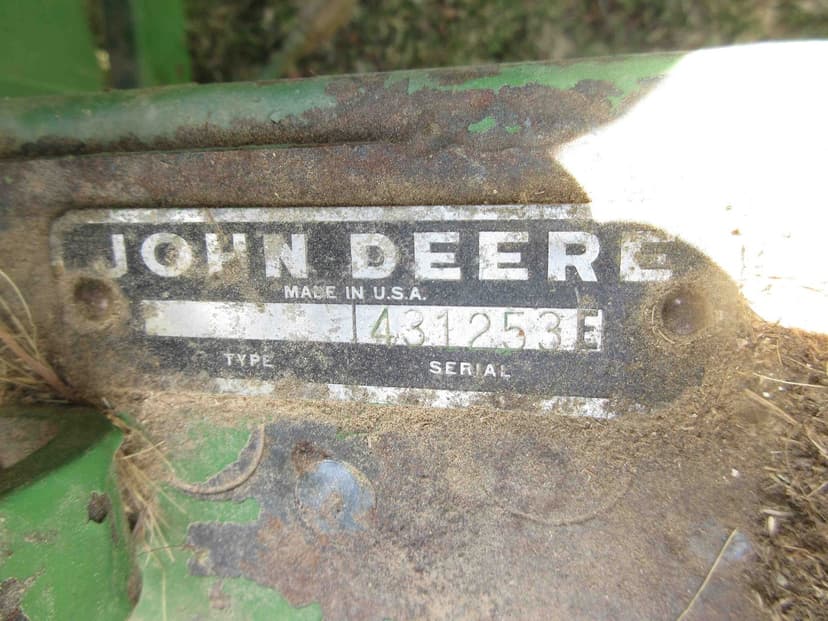 JOHN DEERE
MADE IN U.S.A.
431253E
TYPE SERIAL